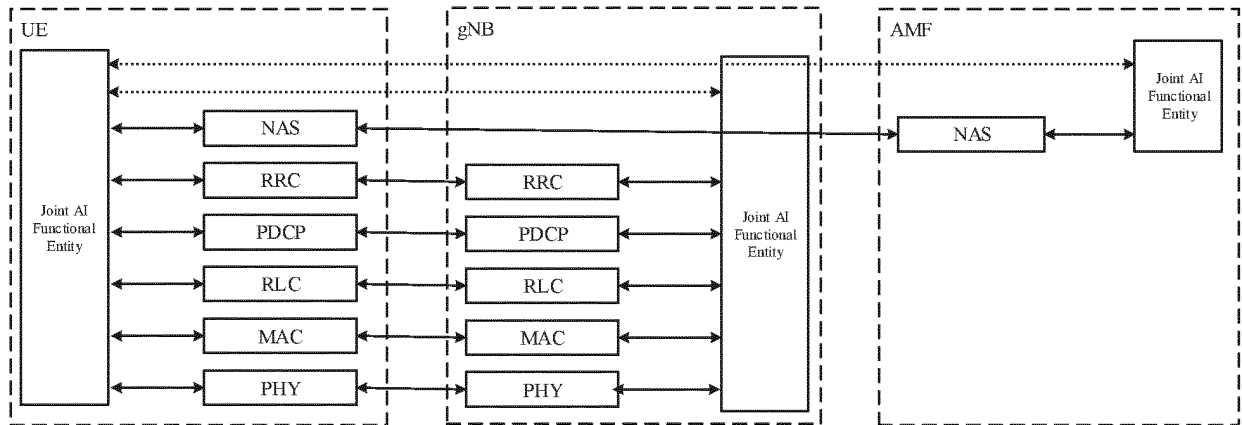 UE
gNB
AMF
Joint AI
Functional
Entity
NAS
NAS
RRC
RRC
Joint AI
Functional
Entity
PDCP
PDCP
Joint AI
Functional
Entity
RLC
RLC
MAC
MAC
PHY
PHY